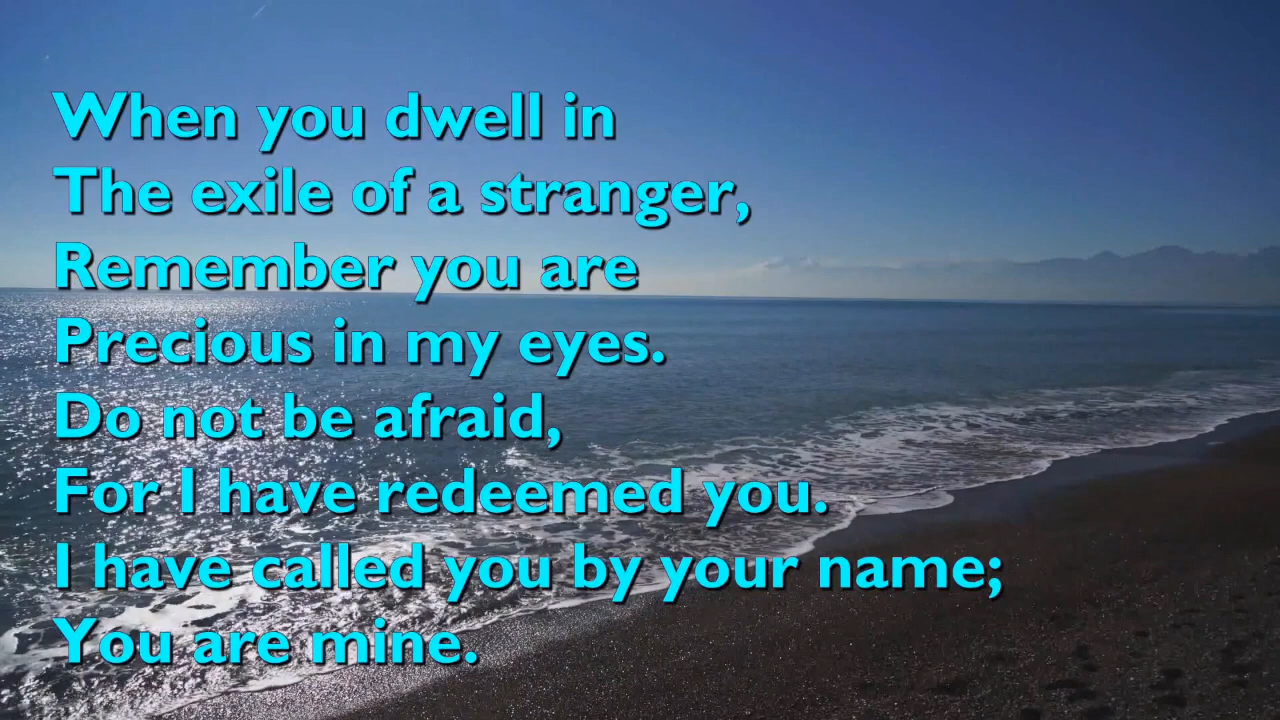 When you dwell in
The exile of a stranger,
Remember you are
Precious in my eyes.
Do not be afraid,
For I have redeemed you.
I have called you by your name;
You are mine.